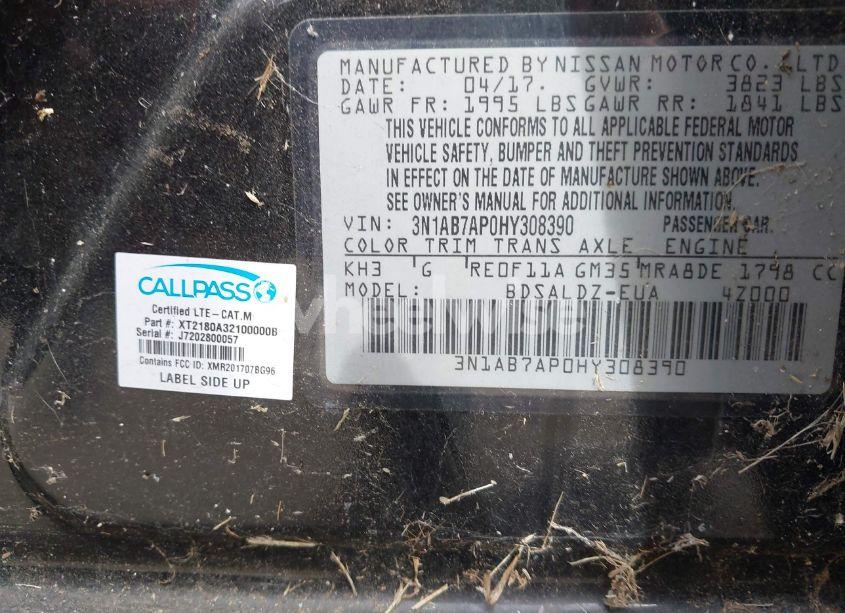 MANUFACTURED BY NISSAN MOTOR CO. LTD
DATE: 04/17. GVWR: 3823 LBS
GAWR FR: 1995 LBS GAWR RR: 1841 LBS
THIS VEHICLE CONFORMS TO ALL APPLICABLE FEDERAL MOTOR
VEHICLE SAFETY, BUMPER AND THEFT PREVENTION STANDARDS
IN EFFECT ON THE DATE OF MANUFACTURE SHOWN ABOVE.
SEE OWNER'S MANUAL FOR ADDITIONAL INFORMATION.
VIN: 3N1AB7AP0HY308390 PASSENGER CAR.
COLOR TRIM TRANS AXLE ENGINE
KH3 G RE0F11A GM35 MRA8DE 1798 CC
MODEL: BDSALDZ-EUA 4Z000
3N1AB7AP0HY308390
CALLPASS
Certified LTE-CAT.M
Part #: XT2180A32100000B
Serial #: J7202800057
Contains FCC ID: XMR201707BG96
LABEL SIDE UP
wheelwise